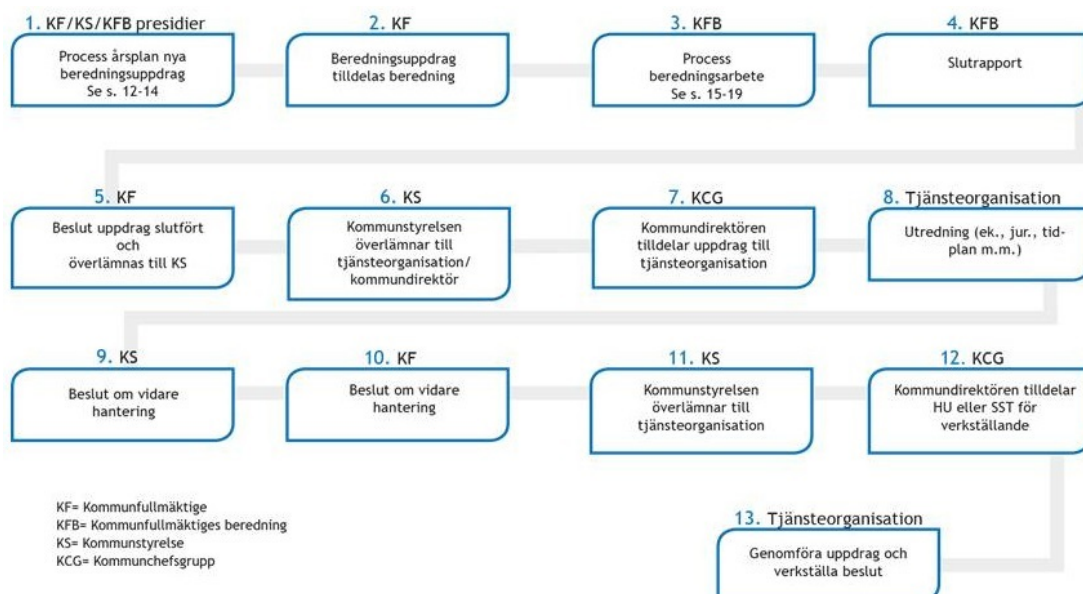 1. KF/KS/KFB presidier
Process årsplan nya
beredningsuppdrag
Se s. 12-14
2. KF
Beredningsuppdrag
tilldelas beredning
3. KFB
Process
beredningsarbete
Se s. 15-19
4. KFB
Slutrapport
5. KF
Beslut uppdrag slutfört
och
överlämnas till KS
6. KS
Kommunstyrelsen
överlämnar till
tjänsteorganisation/
kommundirektör
7. KCG
Kommundirektören
tilldelar uppdrag till
tjänsteorganisation
8. Tjänsteorganisation
Utredning (ek., jur., tid-
plan m.m.)
9. KS
Beslut om vidare
hantering
10. KF
Beslut om vidare
hantering
11. KS
Kommunstyrelsen
överlämnar till
tjänsteorganisation
12. KCG
Kommundirektören tilldelar
HU eller SST för
verkställande
13. Tjänsteorganisation
Genomföra uppdrag och
verkställa beslut
KF= Kommunfullmäktige
KFB= Kommunfullmäktiges beredning
KS= Kommunstyrelse
KCG= Kommunchefsgrupp